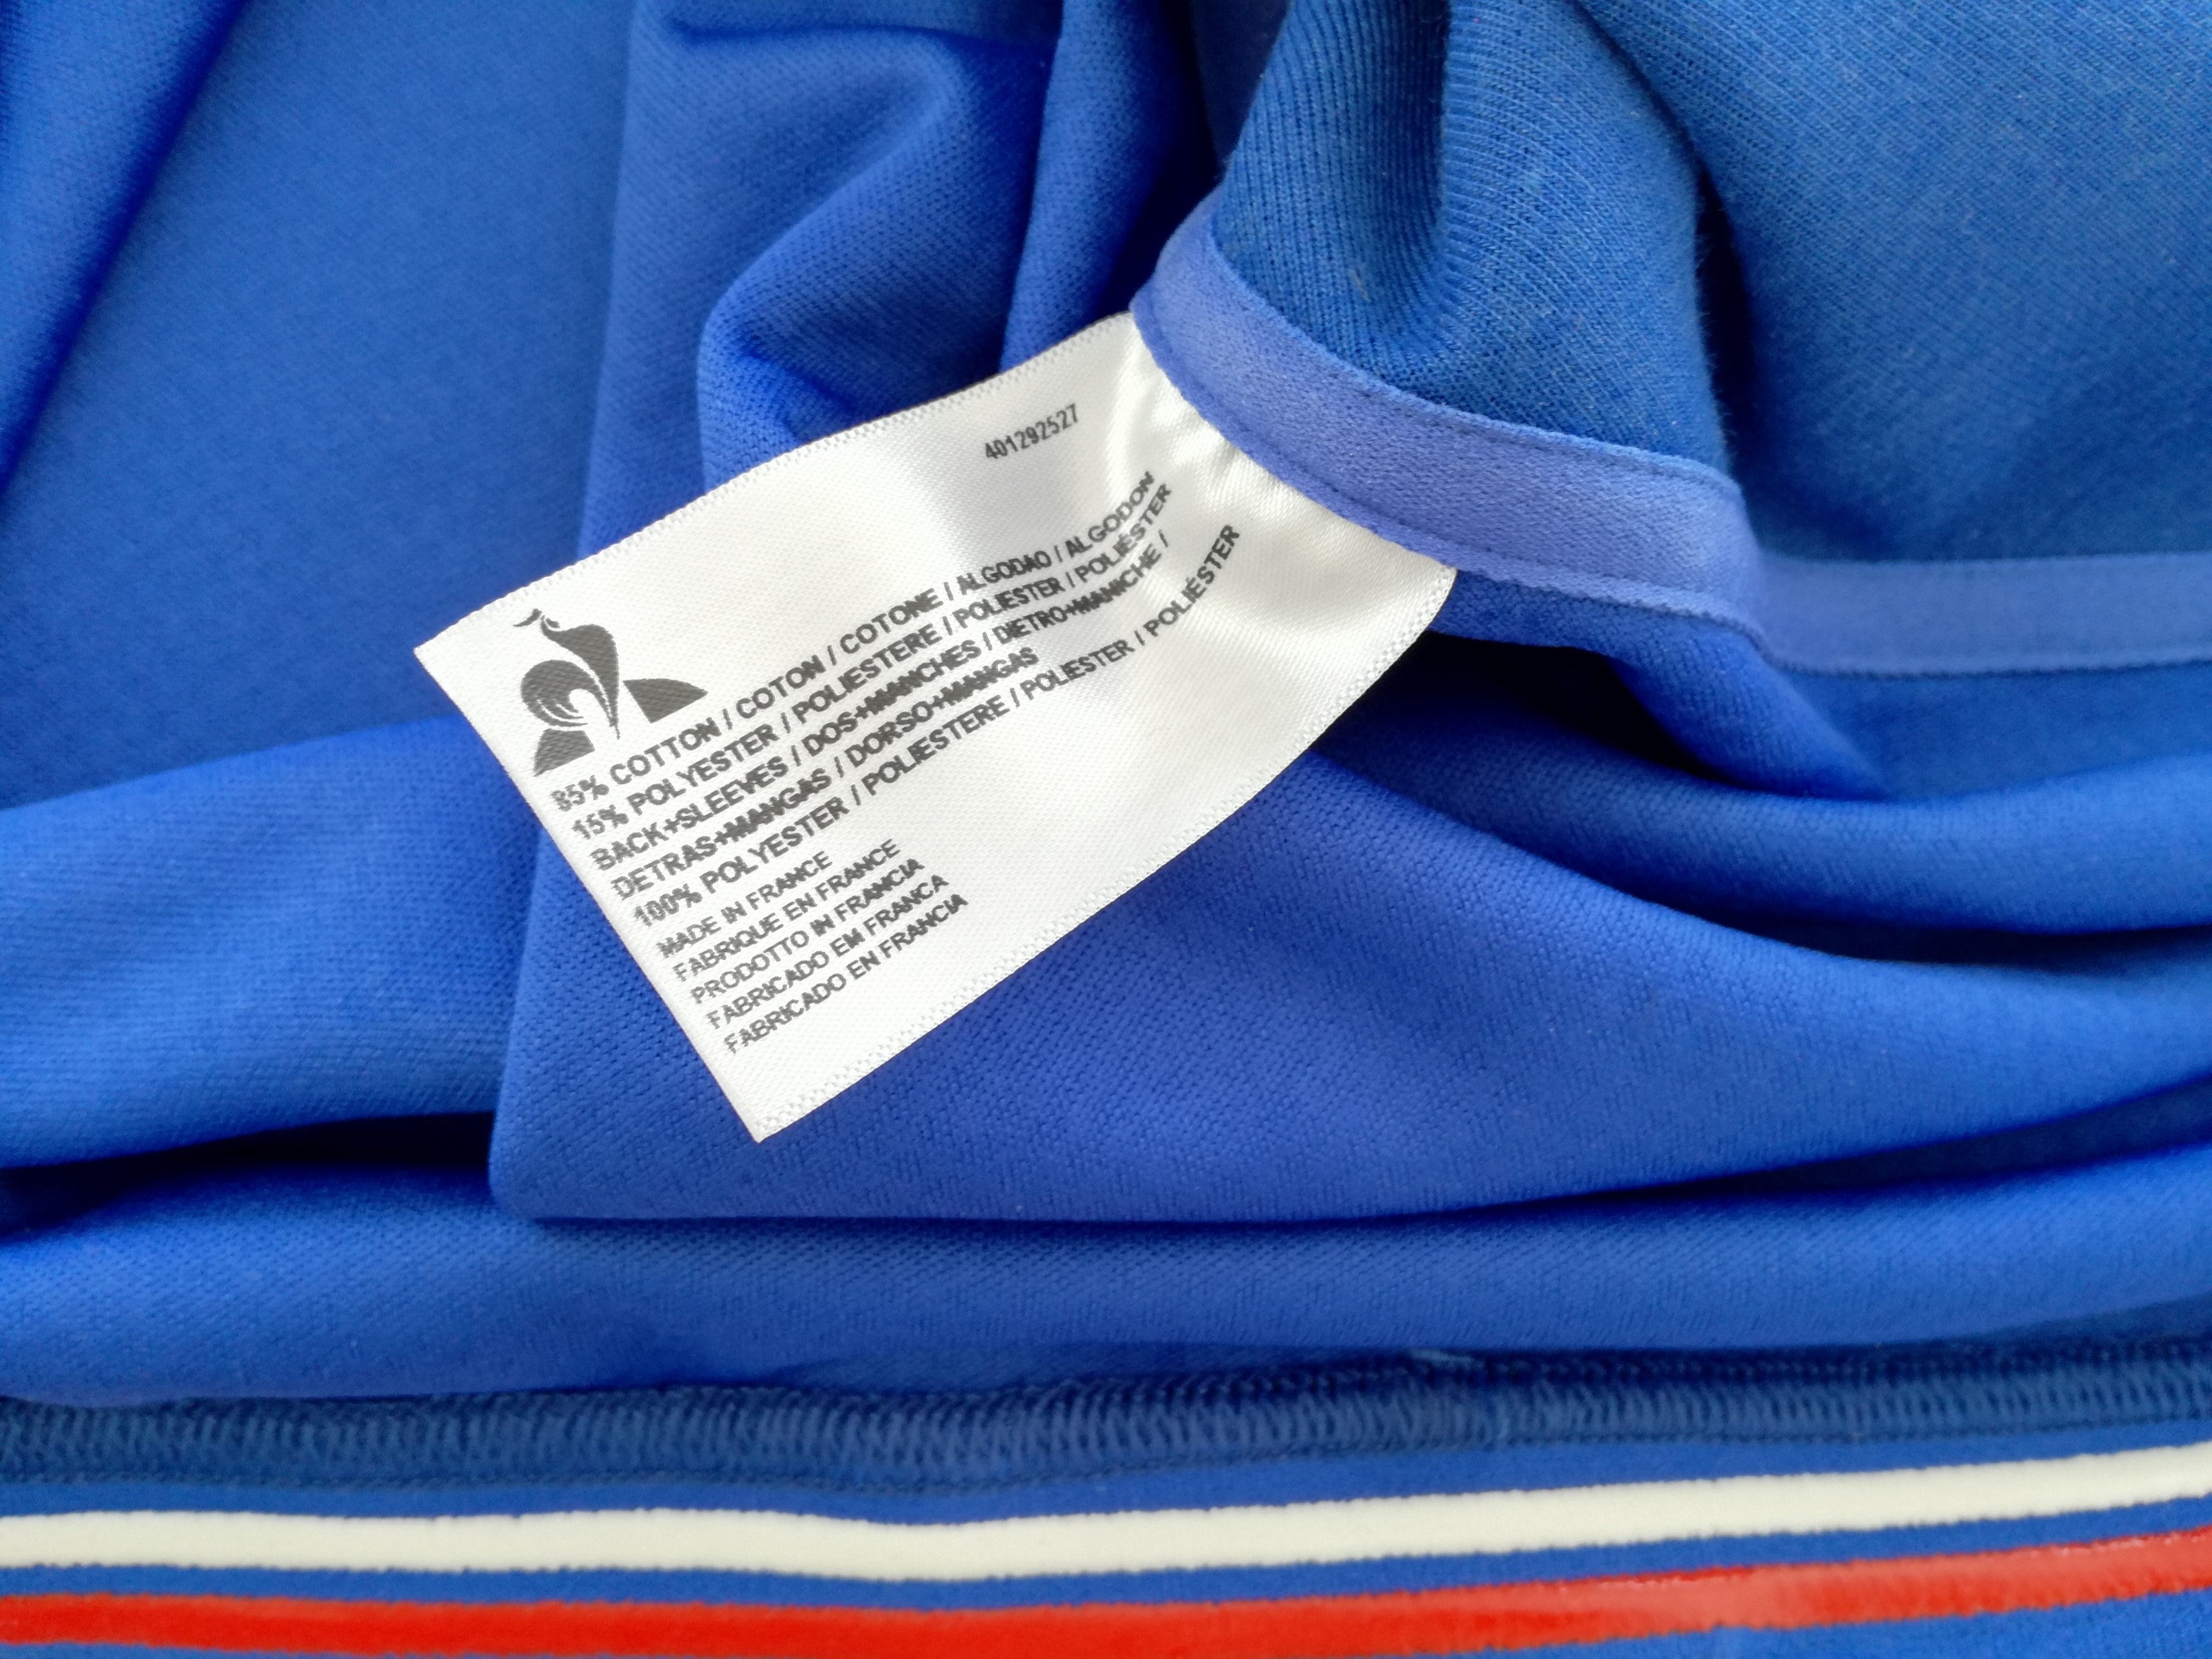 401292527
85% COTTON / COTON / COTONE / ALGODAO / ALGODON
15% POLYESTER / POLIESTERE / POLIESTER / POLIÉSTER
BACK+SLEEVES / DOS+MANCHES / DIETRO+MANICHE /
DETRAS+MANGAS / DORSO+MANGAS
100% POLYESTER / POLIESTERE / POLIESTER / POLIÉSTER
MADE IN FRANCE
FABRIQUE EN FRANCE
PRODOTTO IN FRANCIA
FABRICADO EM FRANCA
FABRICADO EN FRANCIA